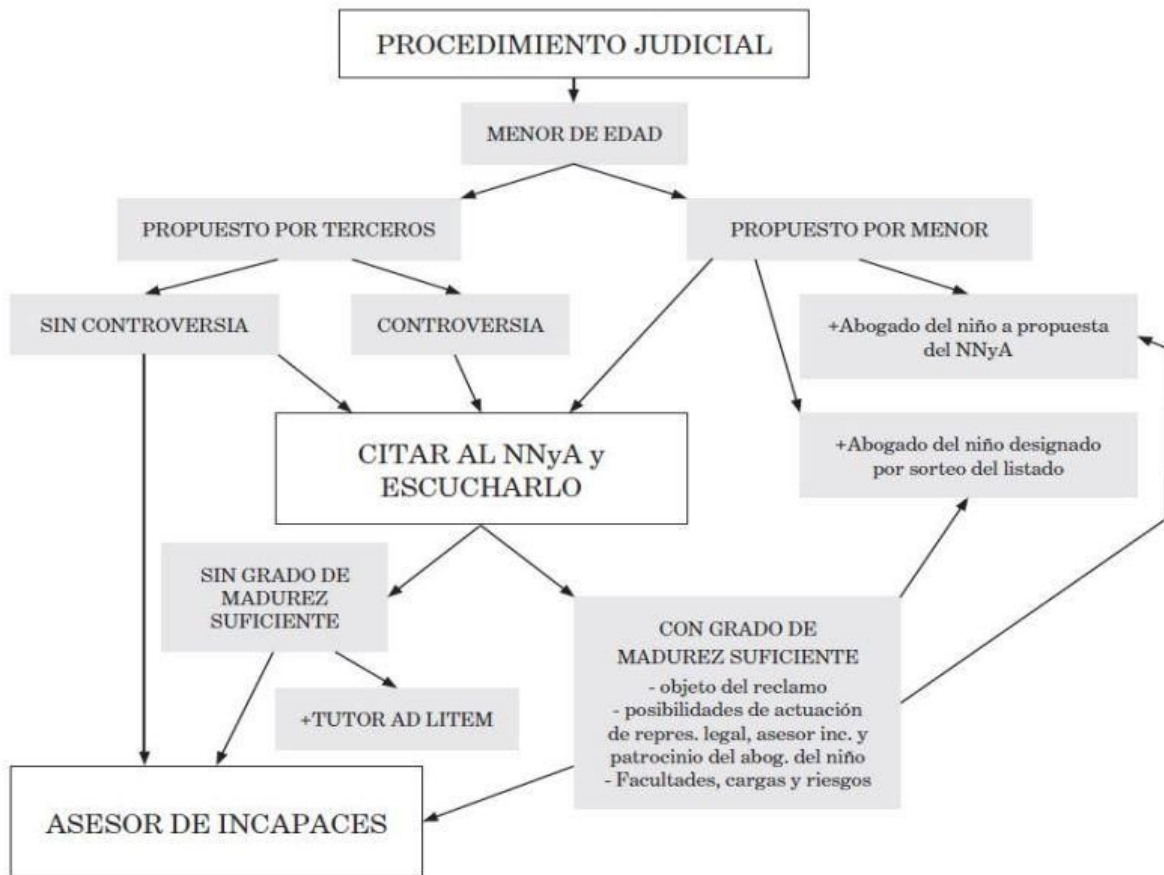 PROCEDIMIENTO JUDICIAL
MENOR DE EDAD
PROPUESTO POR TERCEROS
PROPUESTO POR MENOR
SIN CONTROVERSIA
CONTROVERSIA
+Abogado del niño a propuesta
del NNyA
CITAR AL NNyA y
ESCUCHARLO
+Abogado del niño designado
por sorteo del listado
SIN GRADO DE
MADUREZ
SUFICIENTE
CON GRADO DE
MADUREZ SUFICIENTE
- objeto del reclamo
- posibilidades de actuación
de repres. legal, asesor inc. y
patrocinio del abog. del niño
- Facultades, cargas y riesgos
+TUTOR AD LITEM
ASESOR DE INCAPACES